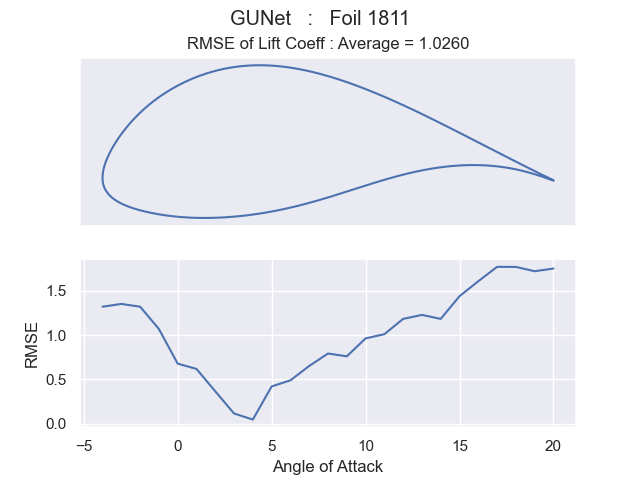 GUNet : Foil 1811
RMSE of Lift Coeff : Average = 1.0260
1.5
1.0
0.5
0.0
RMSE
−5 0 5 10 15 20
Angle of Attack